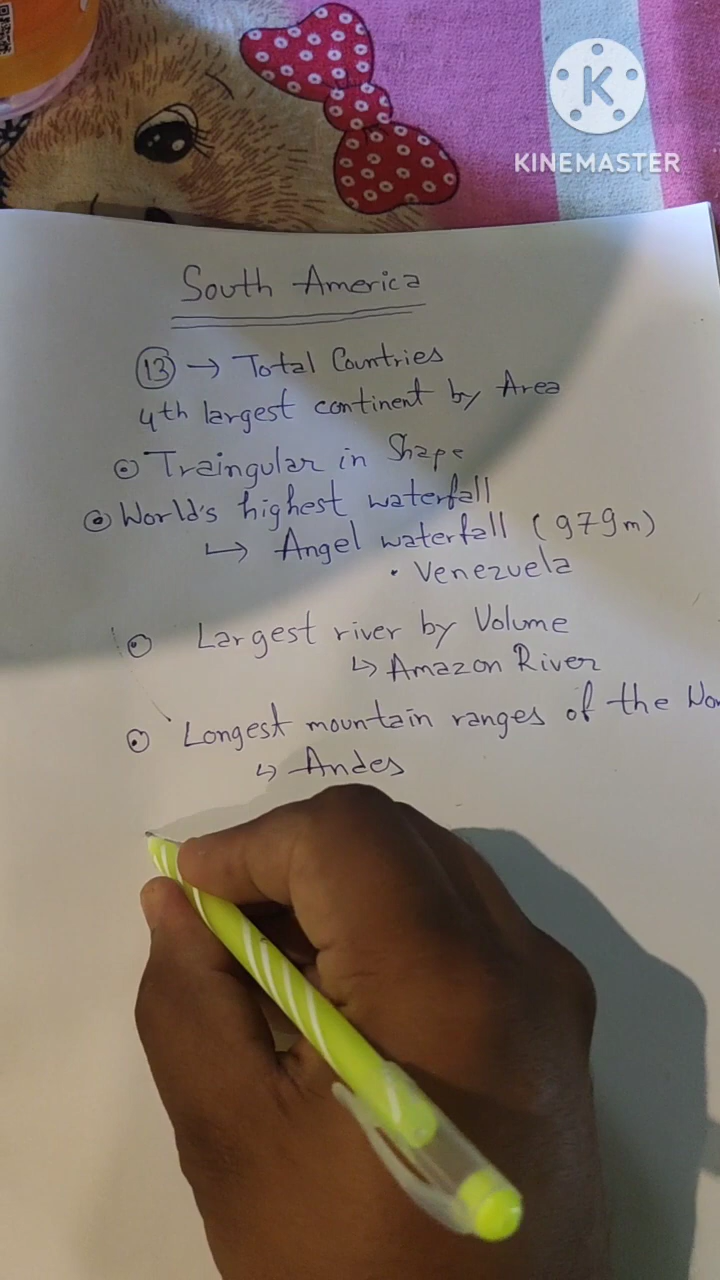 K
KINEMASTER
South America
13 → Total Countries
4th largest continent by Area
⊙ Traingular in Shape
⊙ World's highest waterfall
↳ Angel waterfall (979m)
• Venezuela
⊙ Largest river by Volume
↳ Amazon River
⊙ Longest mountain ranges of the Wor
↳ Andes